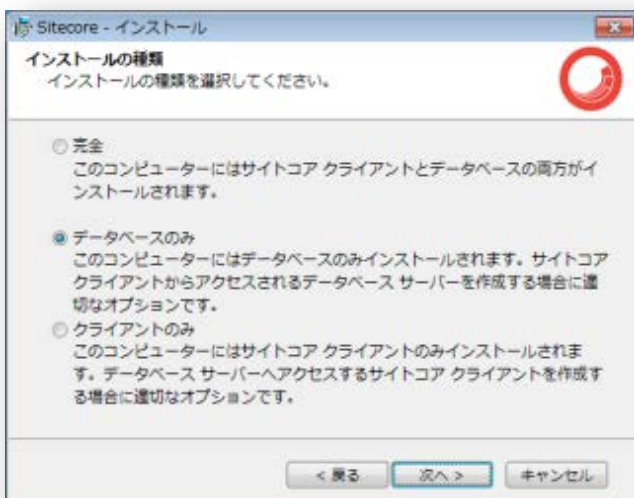 Sitecore - インストール
インストールの種類
インストールの種類を選択してください。
完全
このコンピューターにはサイトコア クライアントとデータベースの両方がイ
ンストールされます。
データベースのみ
このコンピューターにはデータベースのみインストールされます。サイトコア
クライアントからアクセスされるデータベース サーバーを作成する場合に適
切なオプションです。
クライアントのみ
このコンピューターにはサイトコア クライアントのみインストールされま
す。データベース サーバーへアクセスするサイトコア クライアントを作成す
る場合に適切なオプションです。
< 戻る 次へ > キャンセル